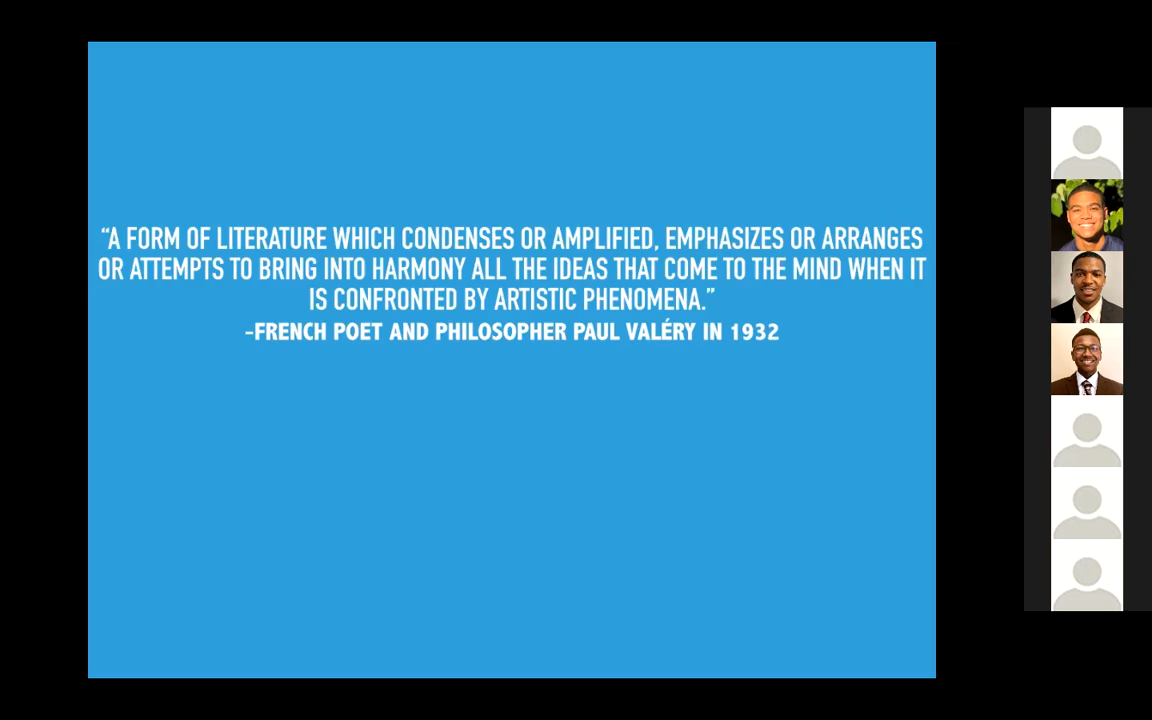 “A FORM OF LITERATURE WHICH CONDENSES OR AMPLIFIED, EMPHASIZES OR ARRANGES
OR ATTEMPTS TO BRING INTO HARMONY ALL THE IDEAS THAT COME TO THE MIND WHEN IT
IS CONFRONTED BY ARTISTIC PHENOMENA.”
-FRENCH POET AND PHILOSOPHER PAUL VALÉRY IN 1932